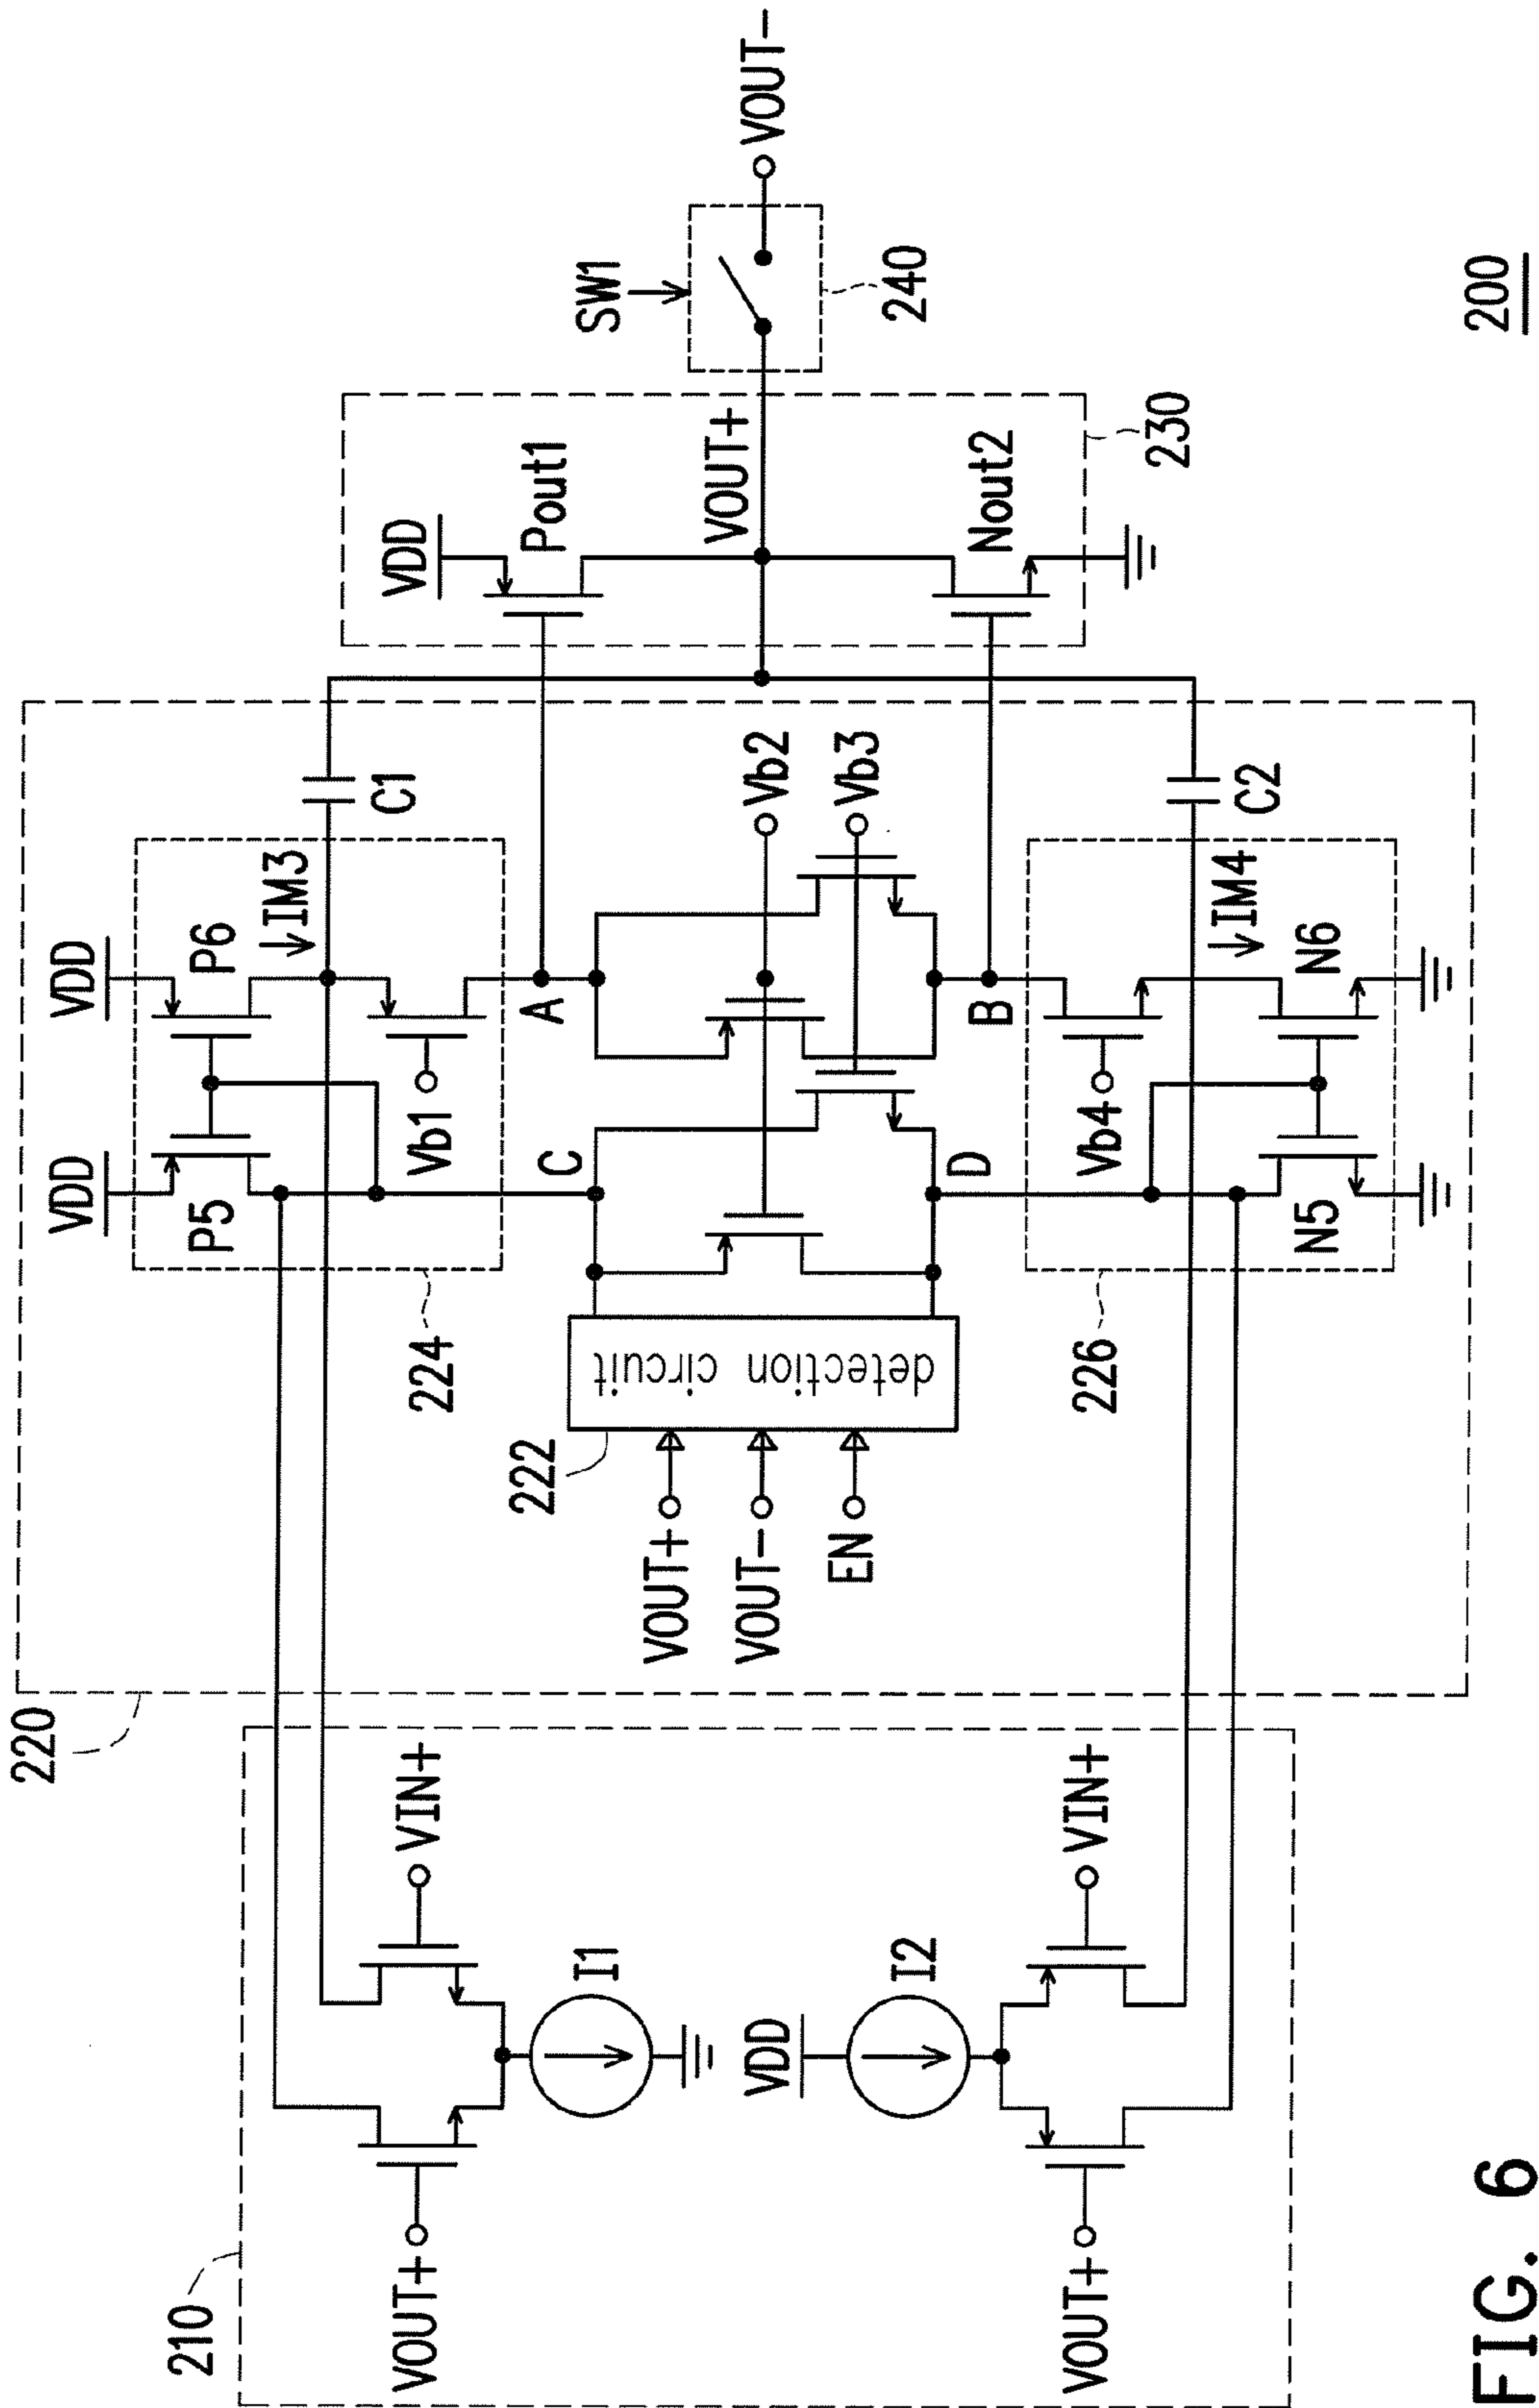 220
210
VOUT+
VIN+
I1
VDD
I2
VOUT+
VIN+
VDD
VDD
P5
P6
IM3
C1
Vb1
224
A
C
222
VOUT+
VOUT-
EN
detection circuit
Vb2
Vb3
D
B
226
Vb4
IM4
C2
N5
N6
VDD
Pout1
VOUT+
Nout2
230
SW1
240
VOUT-
200
FIG. 6